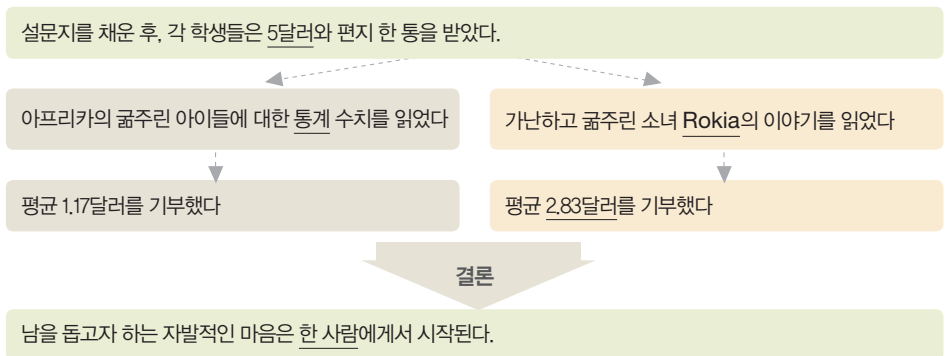 설문지를 채운 후, 각 학생들은 5달러와 편지 한 통을 받았다.
아프리카의 굶주린 아이들에 대한 통계 수치를 읽었다
가난하고 굶주린 소녀 Rokia의 이야기를 읽었다
평균 1.17달러를 기부했다
평균 2.83달러를 기부했다
결론
남을 돕고자 하는 자발적인 마음은 한 사람에게서 시작된다.